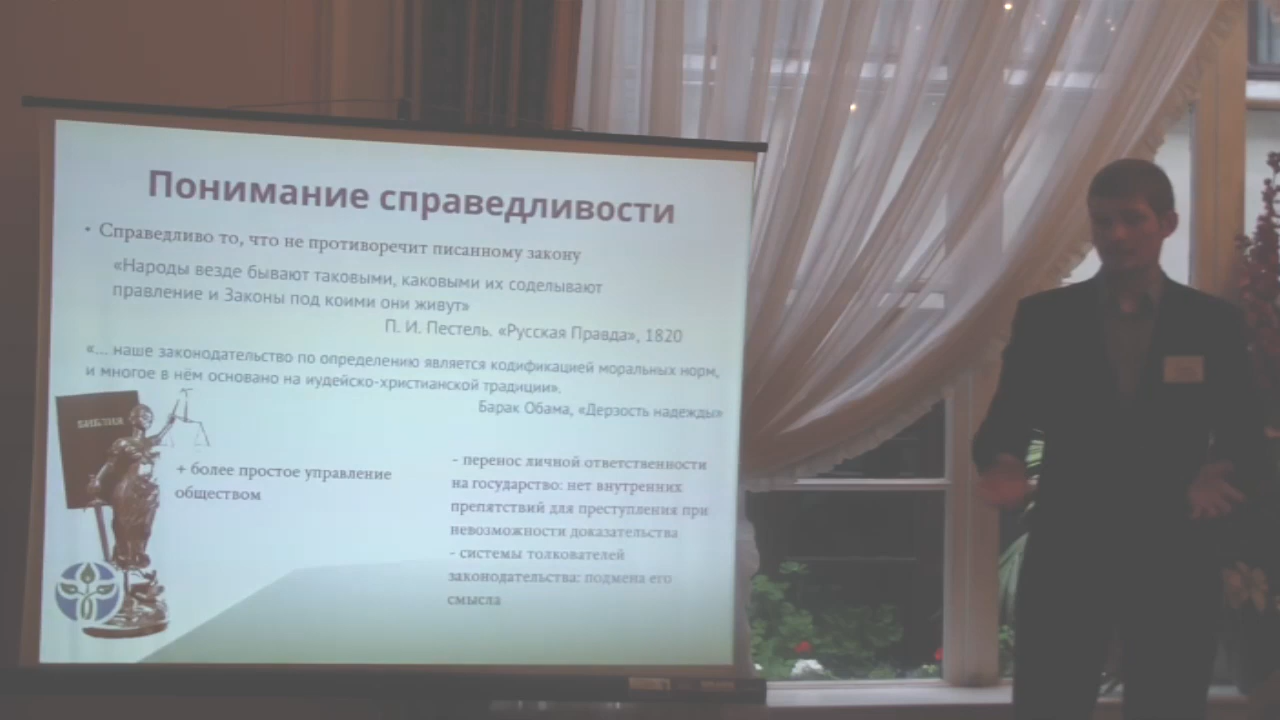 Понимание справедливости
• Справедливо то, что не противоречит писанному закону
«Народы везде бывают таковыми, каковыми их соделывают
правление и Законы под коими они живут»
П. И. Пестель. «Русская Правда», 1820
«... наше законодательство по определению является кодификацией моральных норм,
и многое в нём основано на иудейско-христианской традиции».
Барак Обама, «Дерзость надежды»
+ более простое управление
обществом
- перенос личной ответственности
на государство: нет внутренних
препятствий для преступления при
невозможности доказательства
- системы толкователей
законодательства: подмена его
смысла